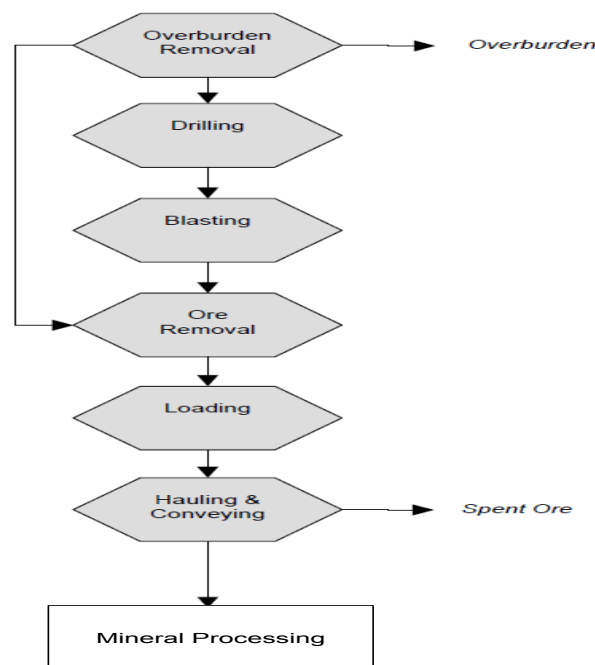 Overburden
Removal
Overburden
Drilling
Blasting
Ore
Removal
Loading
Hauling &
Conveying
Spent Ore
Mineral Processing